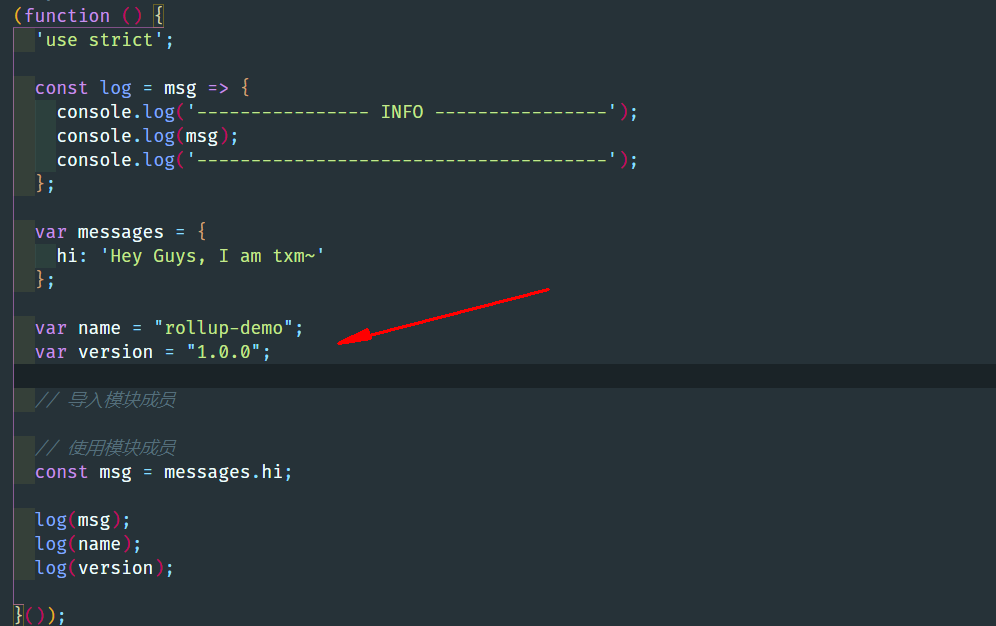 (function () {
'use strict';
const log = msg => {
console.log('---------------- INFO ----------------');
console.log(msg);
console.log('--------------------------------------');
};
var messages = {
hi: 'Hey Guys, I am txm~'
};
var name = "rollup-demo";
var version = "1.0.0";
// 导入模块成员
// 使用模块成员
const msg = messages.hi;
log(msg);
log(name);
log(version);
}());